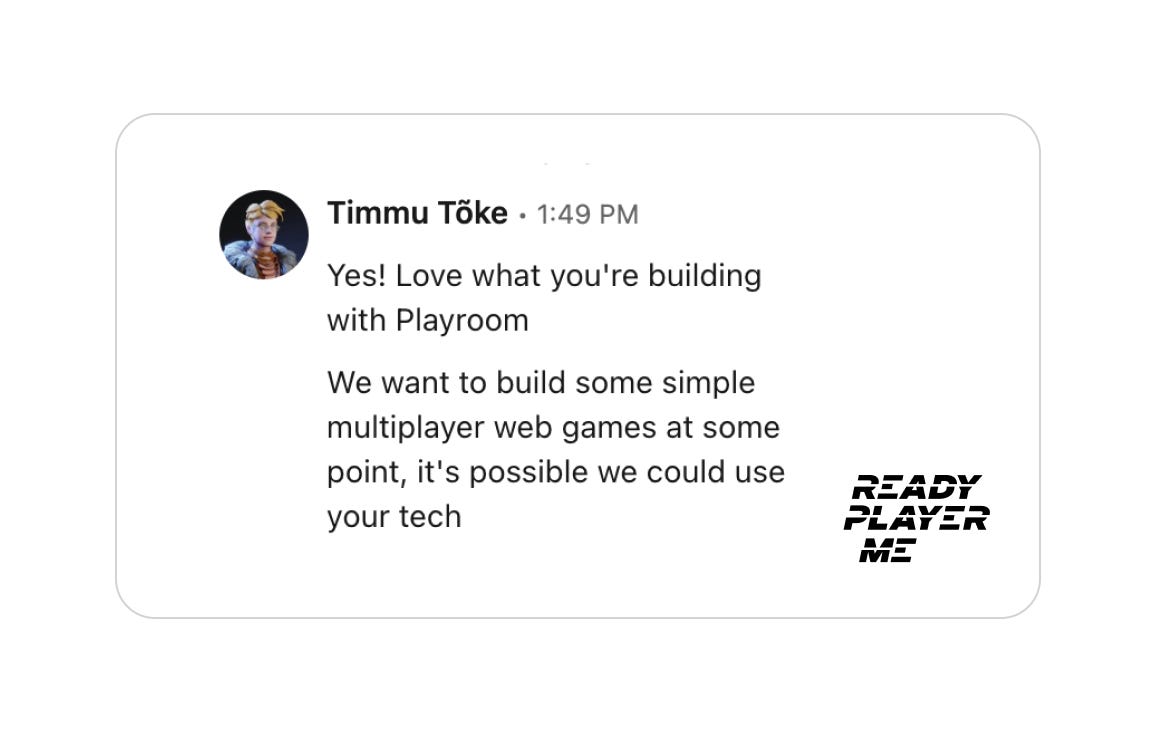 Timmu Tõke • 1:49 PM
Yes! Love what you're building
with Playroom
We want to build some simple
multiplayer web games at some
point, it's possible we could use
your tech
READY
PLAYER
ME